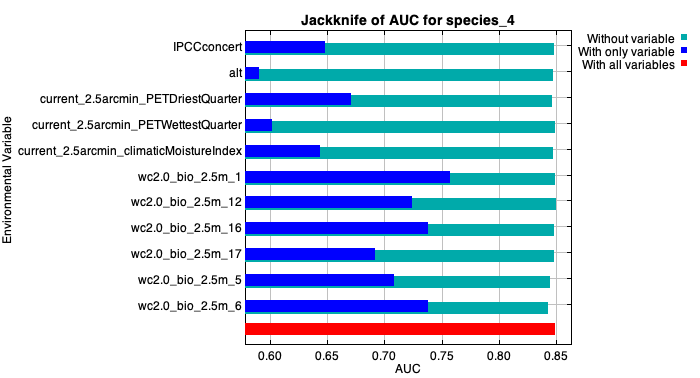 Jackknife of AUC for species_4
Without variable
With only variable
With all variables
Environmental Variable
IPCCconcert
alt
current_2.5arcmin_PETDriestQuarter
current_2.5arcmin_PETWettestQuarter
current_2.5arcmin_climaticMoistureIndex
wc2.0_bio_2.5m_1
wc2.0_bio_2.5m_12
wc2.0_bio_2.5m_16
wc2.0_bio_2.5m_17
wc2.0_bio_2.5m_5
wc2.0_bio_2.5m_6
0.60 0.65 0.70 0.75 0.80 0.85
AUC